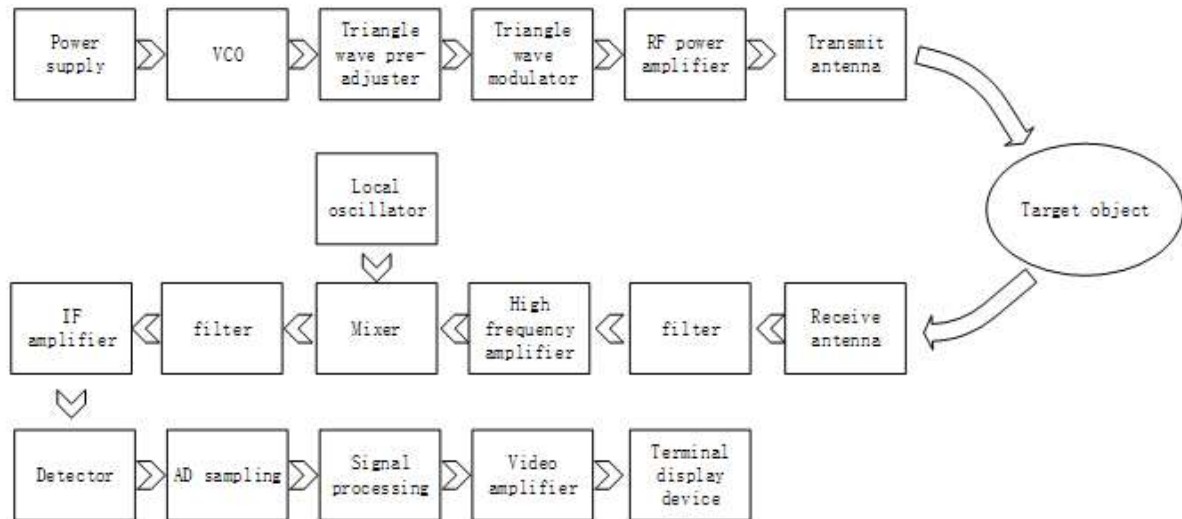 Power
supply
VCO
Triangle
wave pre-
adjuster
Triangle
wave
modulator
RF power
amplifier
Transmit
antenna
Target object
Local
oscillator
IF
amplifier
filter
Mixer
High
frequency
amplifier
filter
Receive
antenna
Detector
AD sampling
Signal
processing
Video
amplifier
Terminal
display
device